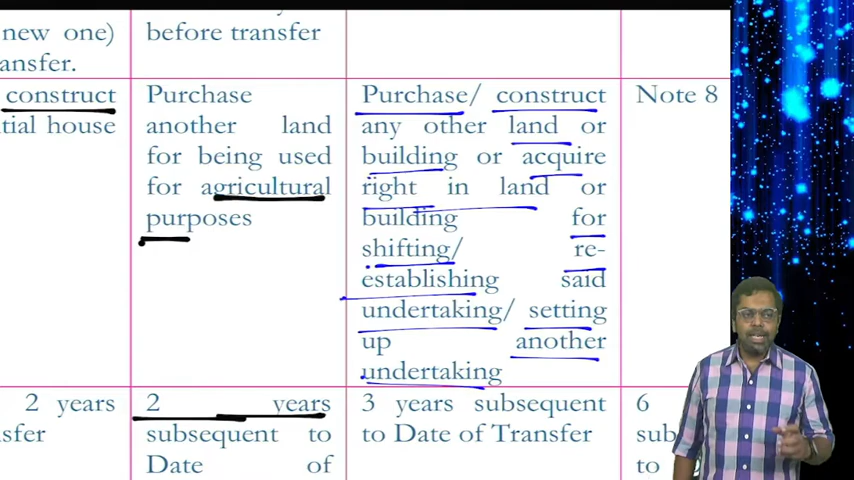 new one)
ansfer.
before transfer
construct
tial house
Purchase
another land
for being used
for agricultural
purposes
Purchase/ construct
any other land or
building or acquire
right in land or
building for
shifting/ re-
establishing said
undertaking/ setting
up another
undertaking
Note 8
2 years
sfer
2 years
subsequent to
Date of
3 years subsequent
to Date of Transfer
6
sub
to